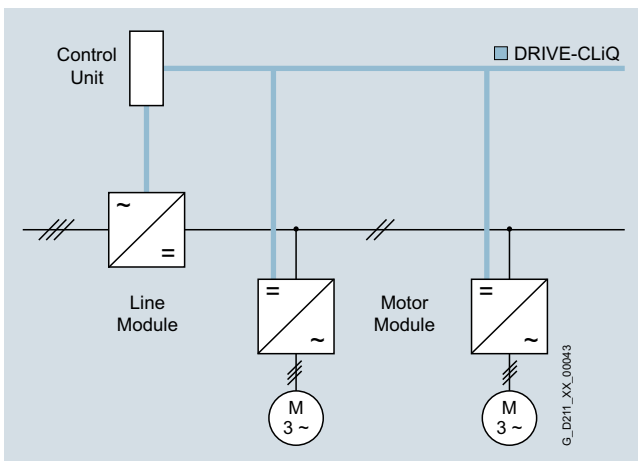 Control
Unit
DRIVE-CLiQ
~
=
Line
Module
=
~
Motor
Module
=
~
M
3 ~
M
3 ~
G_D211_XX_00043